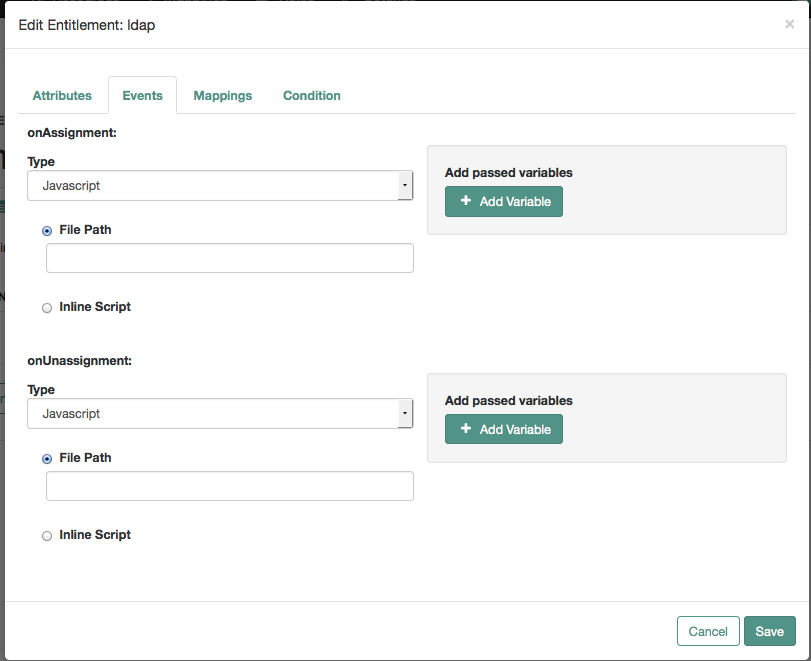 Edit Entitlement: ldap
×
Attributes
Events
Mappings
Condition
onAssignment:
Type
Javascript
Add passed variables
+ Add Variable
File Path
Inline Script
onUnassignment:
Type
Javascript
Add passed variables
+ Add Variable
File Path
Inline Script
Cancel
Save